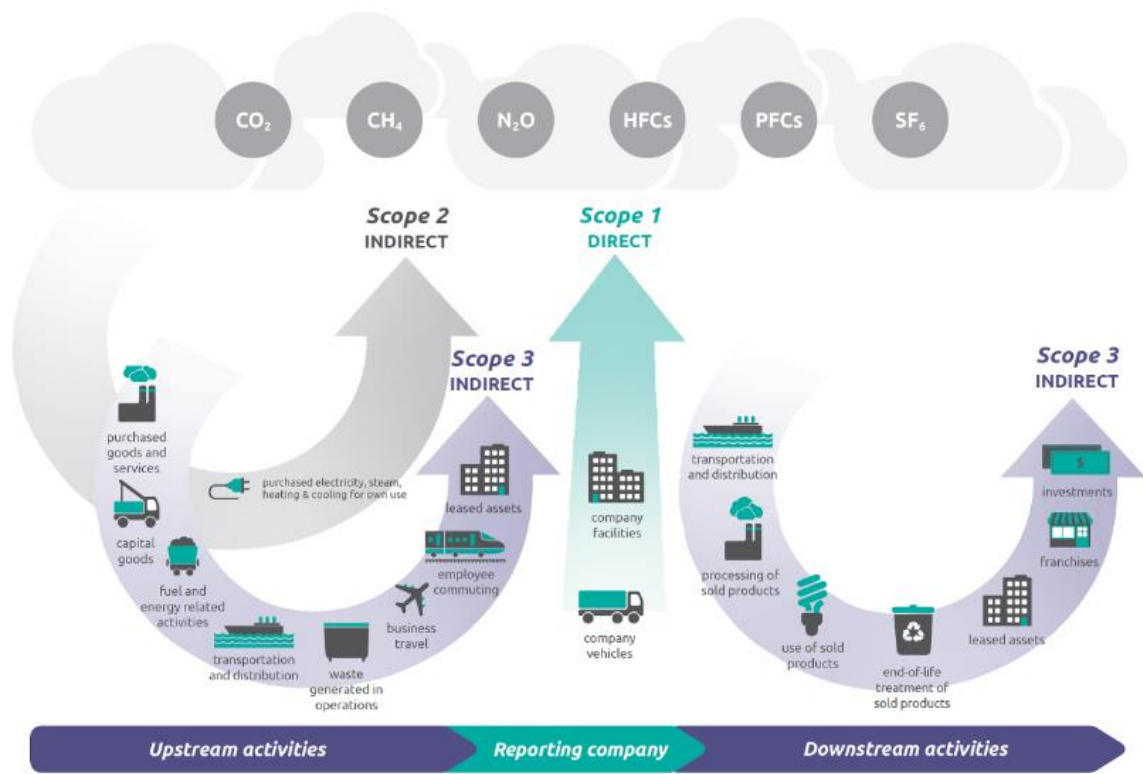 CO₂
CH₄
N₂O
HFCs
PFCs
SF₆
Scope 2
INDIRECT
Scope 1
DIRECT
Scope 3
INDIRECT
Scope 3
INDIRECT
purchased
goods and
services
capital
goods
fuel and
energy related
activities
transportation
and distribution
waste
generated in
operations
business
travel
employee
commuting
leased assets
purchased electricity, steam,
heating & cooling for own use
company
facilities
company
vehicles
transportation
and distribution
processing of
sold products
use of sold
products
end-of-life
treatment of
sold products
leased assets
franchises
$
investments
Upstream activities
Reporting company
Downstream activities